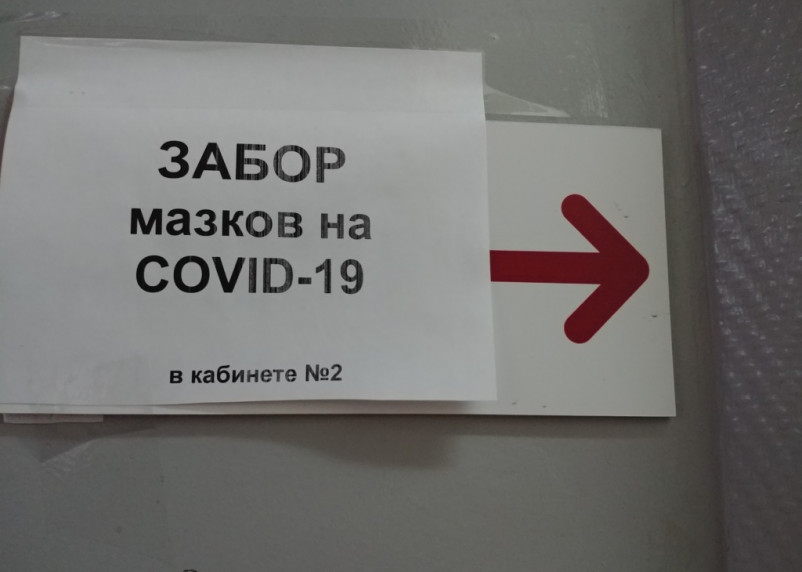 ЗАБОР
мазков на
COVID-19
в кабинете №2